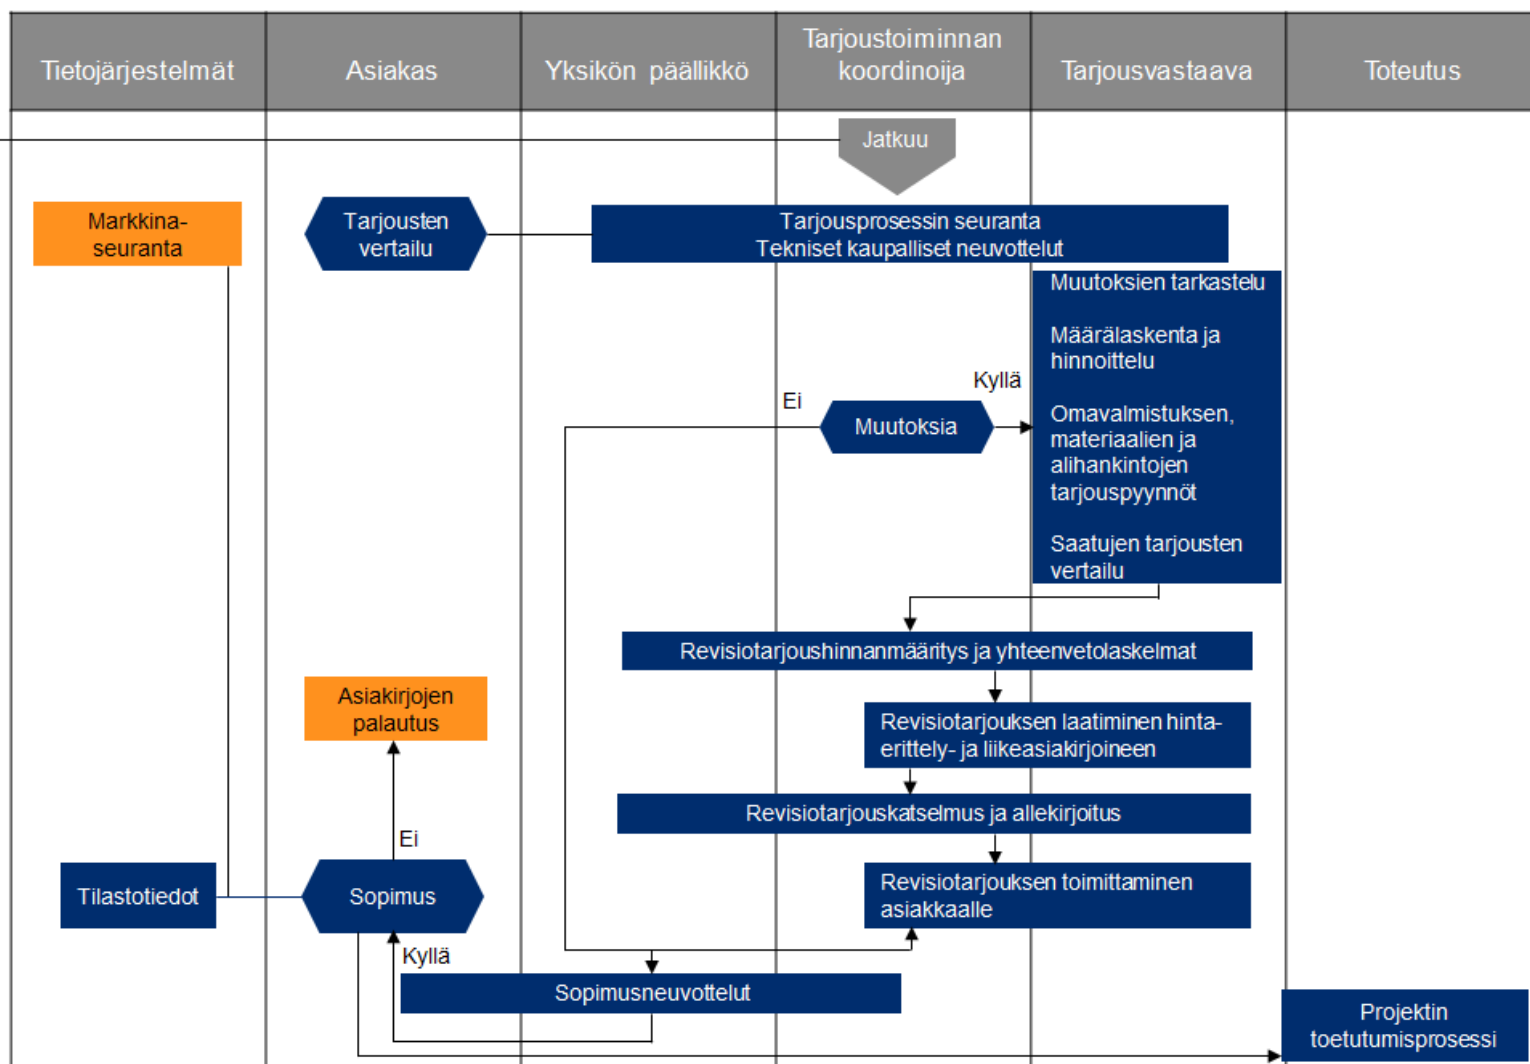 Tietojärjestelmät
Asiakas
Yksikön päällikkö
Tarjoustoiminnan
koordinoija
Tarjousvastaava
Toteutus
Jatkuu
Markkina-
seuranta
Tarjousten
vertailu
Tarjousprosessin seuranta
Tekniset kaupalliset neuvottelut
Muutoksien tarkastelu
Määrälaskenta ja
hinnoittelu
Kyllä
Ei
Muutoksia
Omavalmistuksen,
materiaalien ja
alihankintojen
tarjouspyynnöt
Saatujen tarjousten
vertailu
Revisiotarjoushinnanmääritys ja yhteenvetolaskelmat
Asiakirjojen
palautus
Revisiotarjouksen laatiminen hinta-
erittely- ja liikeasiakirjoineen
Revisiotarjouskatselmus ja allekirjoitus
Ei
Tilastotiedot
Sopimus
Revisiotarjouksen toimittaminen
asiakkaalle
Kyllä
Sopimusneuvottelut
Projektin
toetutumisprosessi